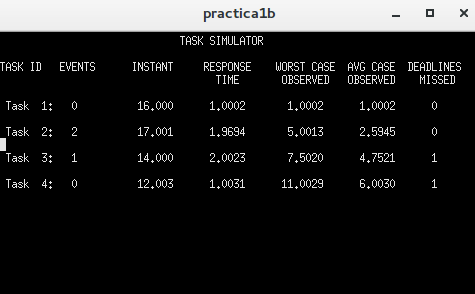 practica1b
TASK SIMULATOR
TASK ID EVENTS INSTANT RESPONSE WORST CASE AVG CASE DEADLINES
TIME OBSERVED OBSERVED MISSED
Task 1: 0 16.000 1.0002 1.0002 1.0002 0
Task 2: 2 17.001 1.9694 5.0013 2.5945 0
Task 3: 1 14.000 2.0023 7.5020 4.7521 1
Task 4: 0 12.003 1.0031 11.0029 6.0030 1